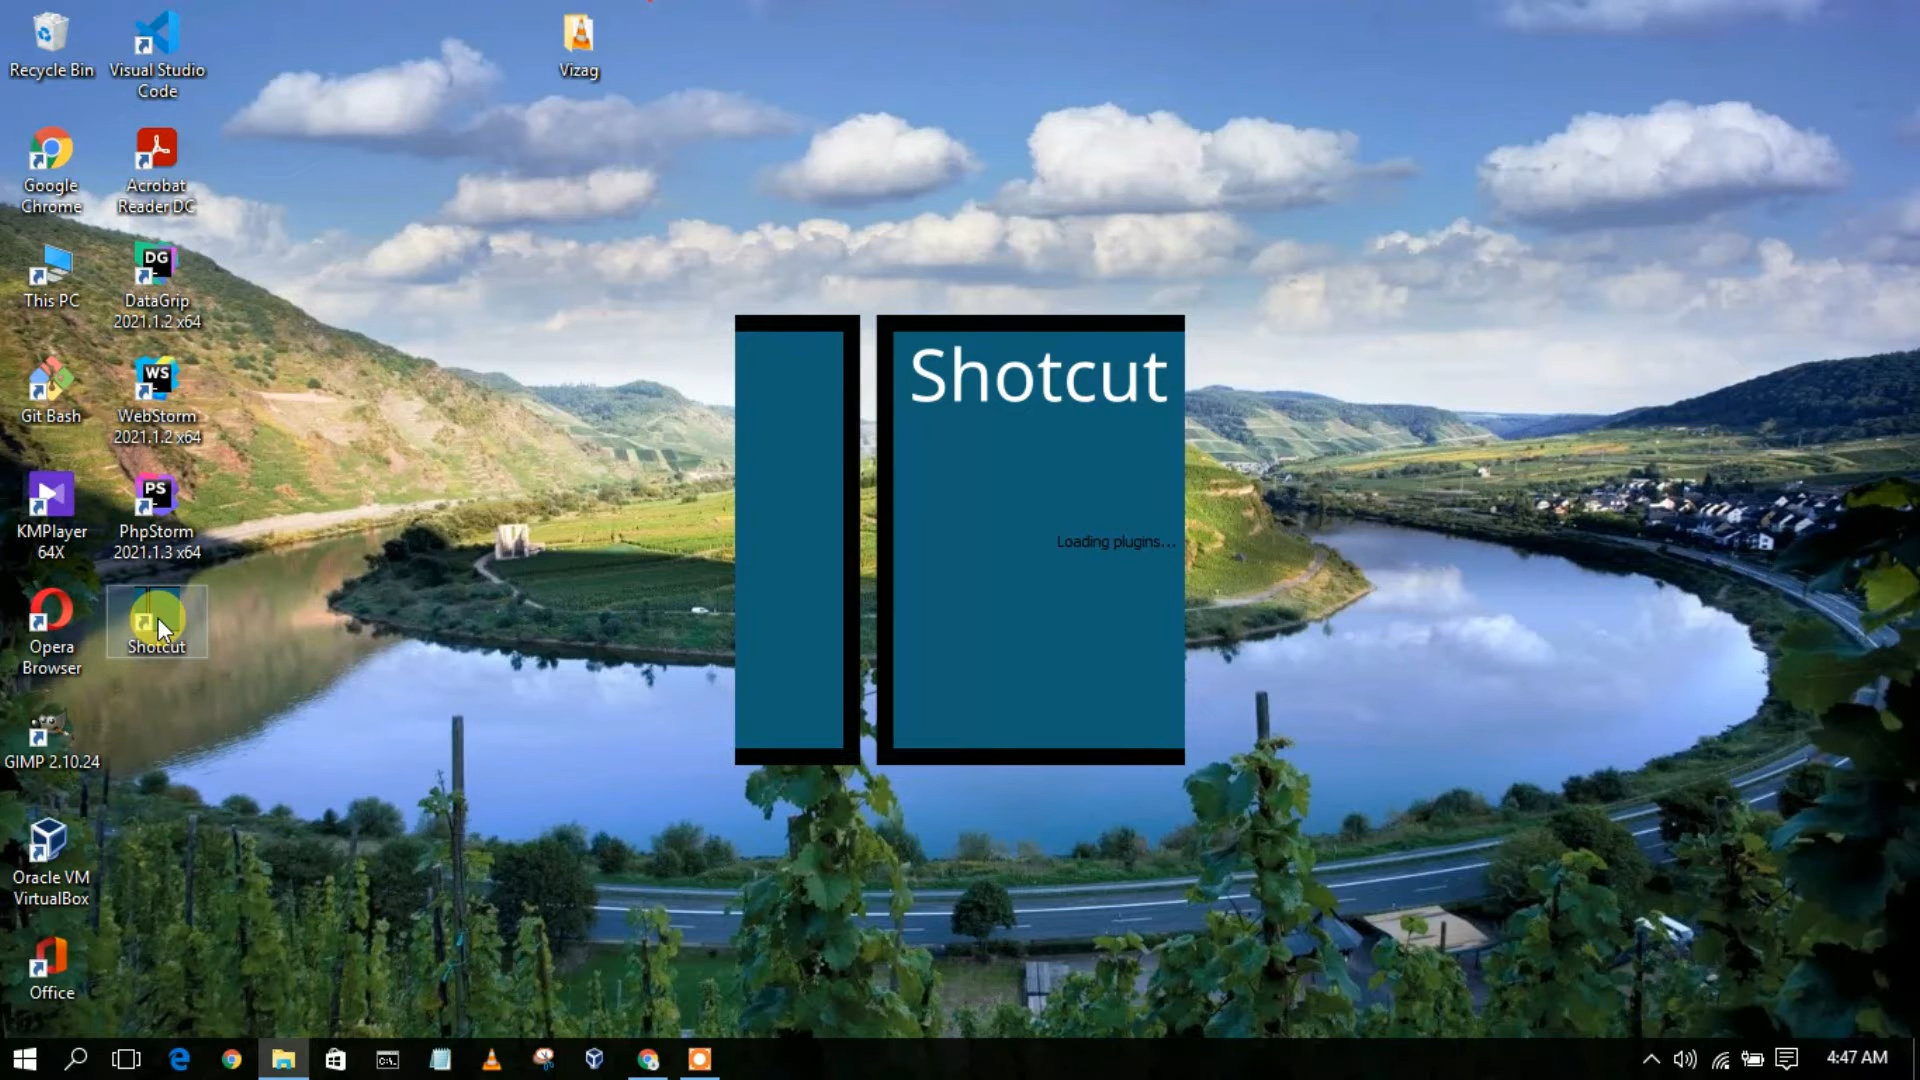 Recycle Bin
Visual Studio
Code
Vizag
Google
Chrome
Acrobat
Reader DC
This PC
DG
DataGrip
2021.1.2 x64
Git Bash
WS
WebStorm
2021.1.2 x64
KMPlayer
64X
PS
PhpStorm
2021.1.3 x64
Opera
Browser
Shotcut
GIMP 2.10.24
Oracle VM
VirtualBox
Office
Shotcut
Loading plugins...
C:\.
4:47 AM